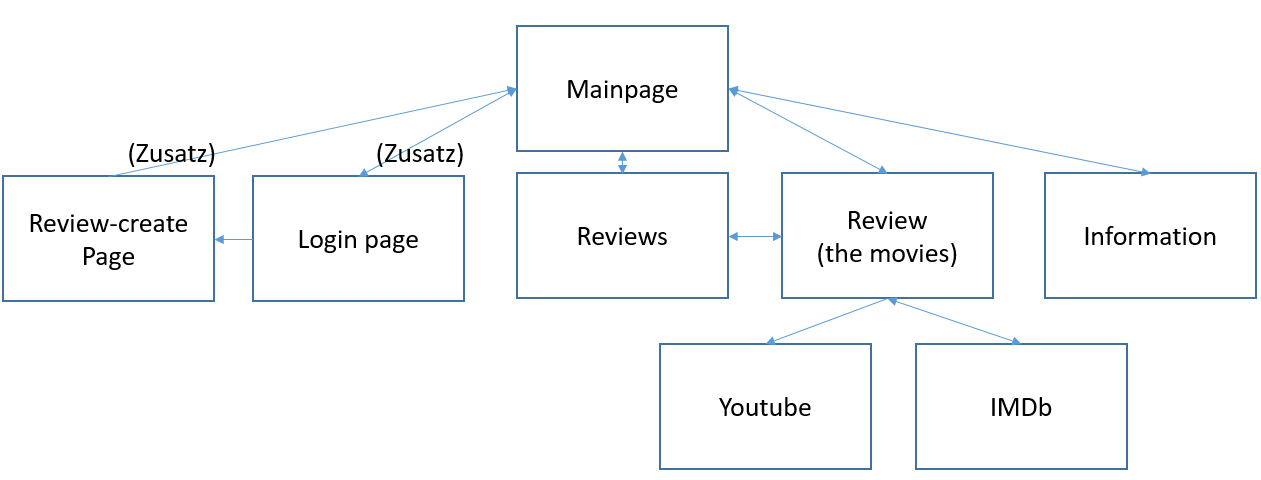 Mainpage
(Zusatz)
(Zusatz)
Review-create
Page
Login page
Reviews
Review
(the movies)
Information
Youtube
IMDb